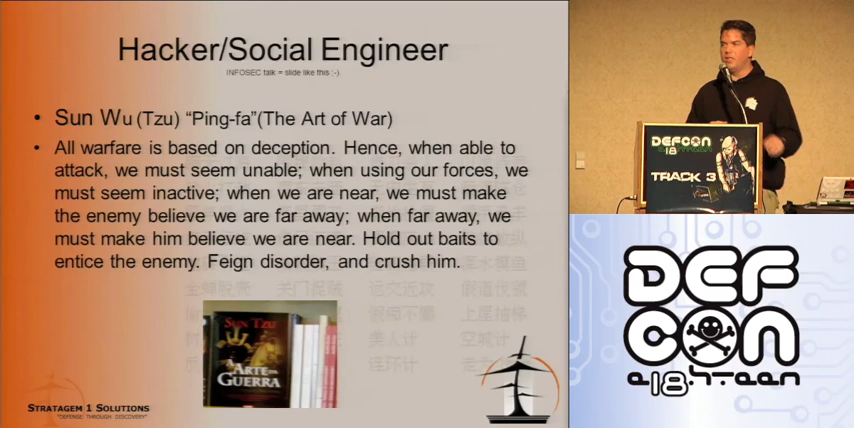 Hacker/Social Engineer
INFOSEC talk = slide like this :-)
• Sun Wu (Tzu) “Ping-fa”(The Art of War)
• All warfare is based on deception. Hence, when able to
attack, we must seem unable; when using our forces, we
must seem inactive; when we are near, we must make
the enemy believe we are far away; when far away, we
must make him believe we are near. Hold out baits to
entice the enemy. Feign disorder, and crush him.
SUN TZU
A ARTE DA
GUERRA
STRATAGEM 1 SOLUTIONS
"DEFENSE THROUGH DISCOVERY"
DEFCON
18
TRACK 3
DEF
CON
e18hteen